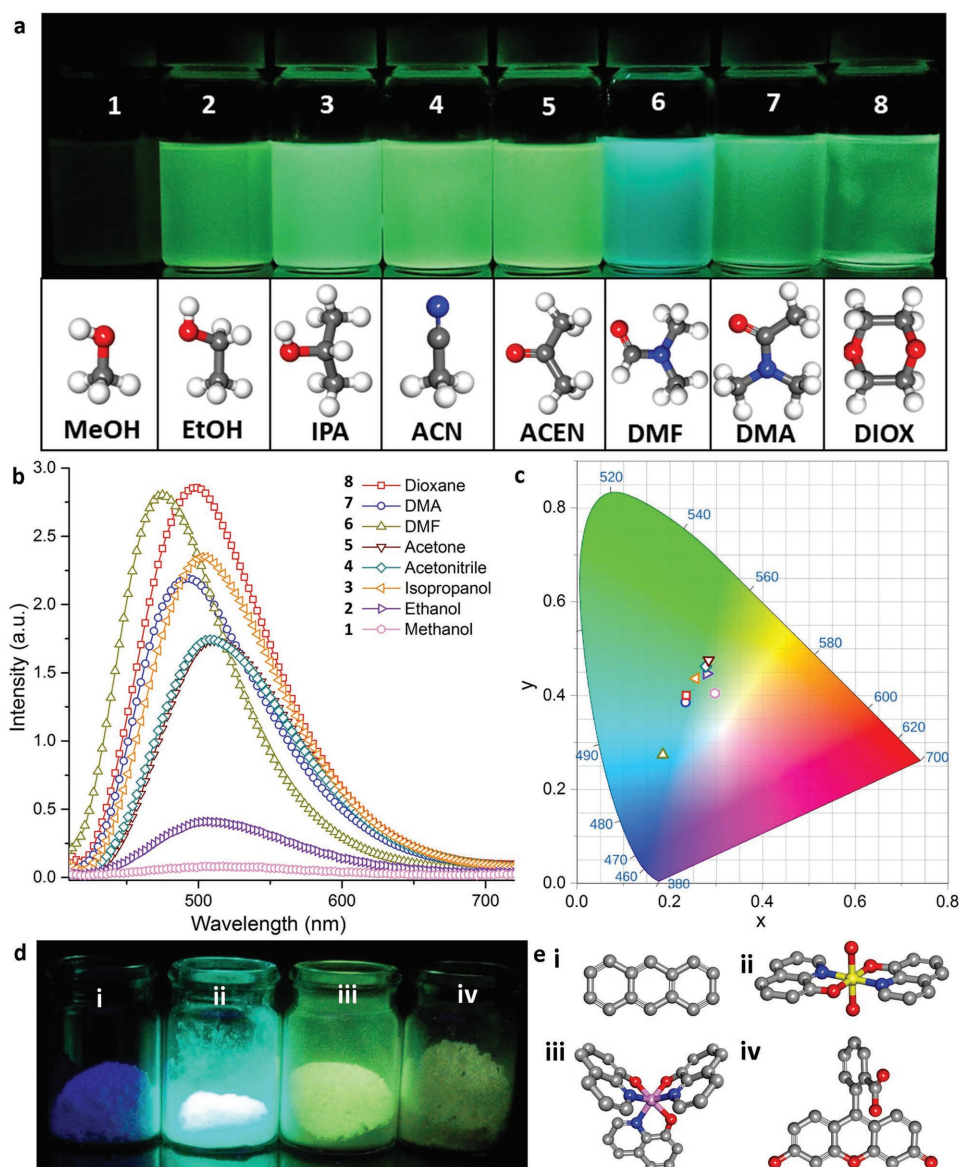 a
1 2 3 4 5 6 7 8
MeOH EtOH IPA ACN ACEN DMF DMA DIOX
b
3.0
2.5
2.0
1.5
1.0
0.5
0.0
Intensity (a.u.)
500 600 700
Wavelength (nm)
8 Dioxane
7 DMA
6 DMF
5 Acetone
4 Acetonitrile
3 Isopropanol
2 Ethanol
1 Methanol
c
0.8
0.6
0.4
0.2
0.0
y
0.0 0.2 0.4 0.6 0.8
x
520
540
560
580
600
620
700
490
480
470
460
380
d
i ii iii iv
e
i ii
iii iv